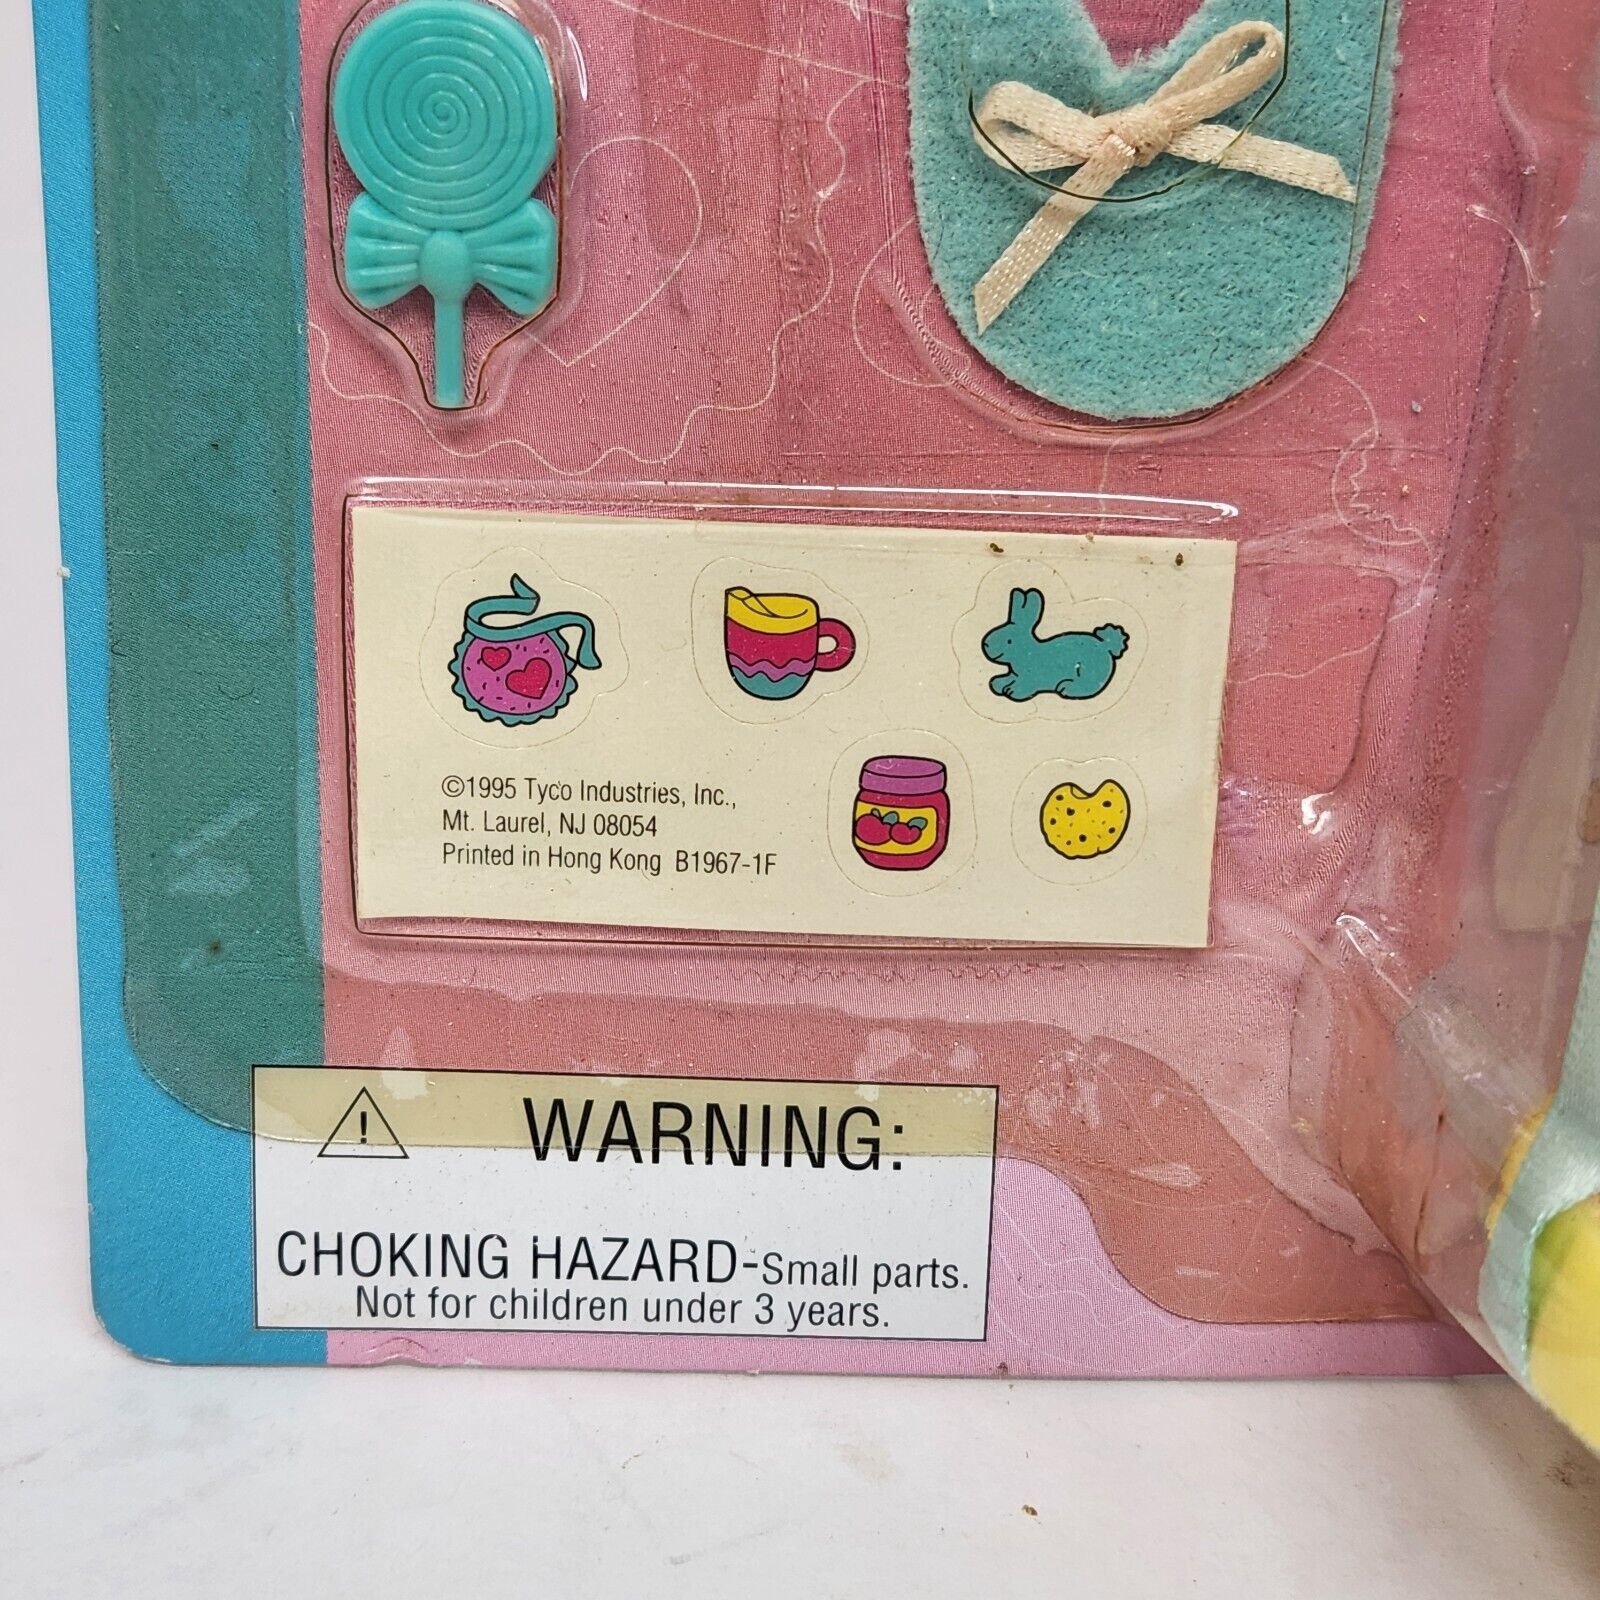 ©1995 Tyco Industries, Inc.,
Mt. Laurel, NJ 08054
Printed in Hong Kong B1967-1F
! WARNING:
CHOKING HAZARD-Small parts.
Not for children under 3 years.